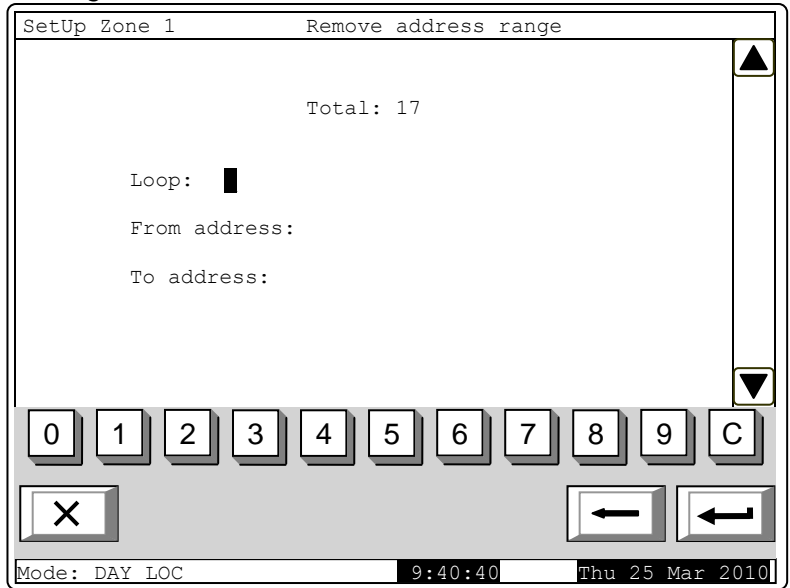 SetUp Zone 1 Remove address range
Total: 17
Loop:
From address:
To address:
0 1 2 3 4 5 6 7 8 9 C
Mode: DAY LOC 9:40:40 Thu 25 Mar 2010